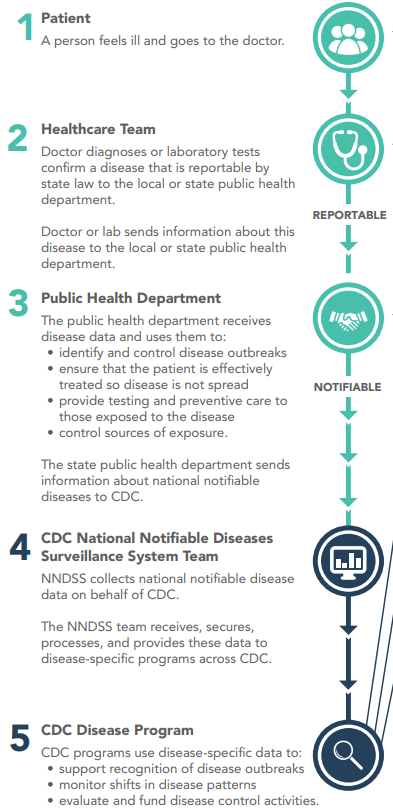 1 Patient
A person feels ill and goes to the doctor.
2 Healthcare Team
Doctor diagnoses or laboratory tests
confirm a disease that is reportable by
state law to the local or state public health
department.
Doctor or lab sends information about this
disease to the local or state public health
department.
REPORTABLE
3 Public Health Department
The public health department receives
disease data and uses them to:
• identify and control disease outbreaks
• ensure that the patient is effectively
treated so disease is not spread
• provide testing and preventive care to
those exposed to the disease
• control sources of exposure.
NOTIFIABLE
The state public health department sends
information about national notifiable
diseases to CDC.
4 CDC National Notifiable Diseases
Surveillance System Team
NNDSS collects national notifiable disease
data on behalf of CDC.
The NNDSS team receives, secures,
processes, and provides these data to
disease-specific programs across CDC.
5 CDC Disease Program
CDC programs use disease-specific data to:
• support recognition of disease outbreaks
• monitor shifts in disease patterns
• evaluate and fund disease control activities.